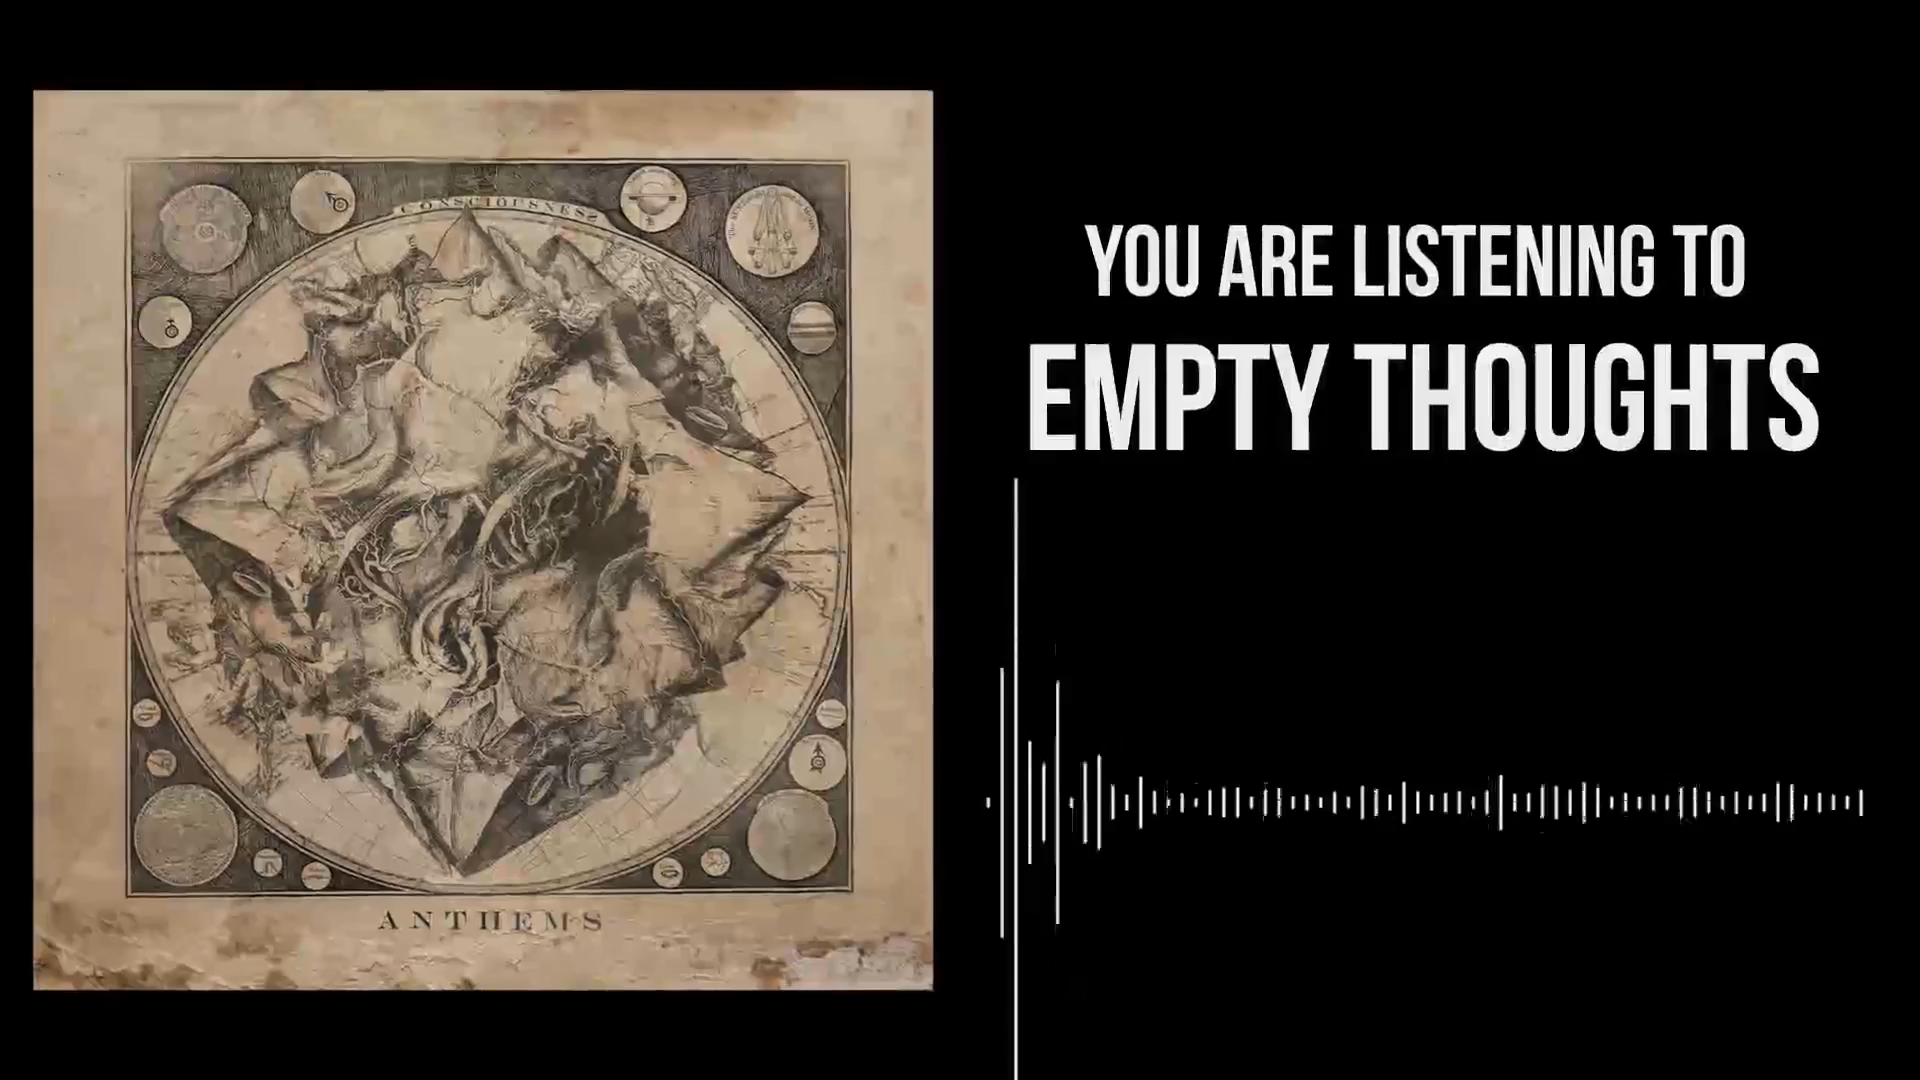 CONSCIOUSNESS
ANTHEMS
YOU ARE LISTENING TO
EMPTY THOUGHTS